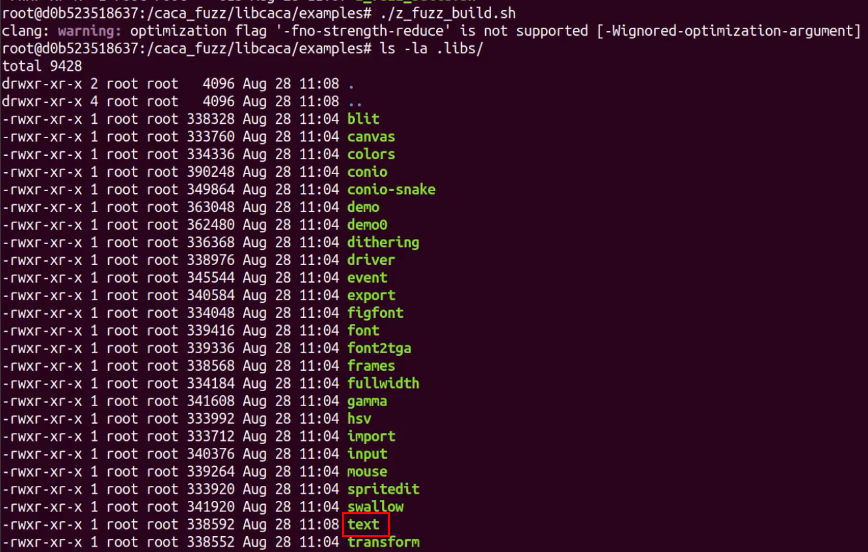 root@d0b523518637:/caca_fuzz/libcaca/examples# ./z_fuzz_build.sh
clang: warning: optimization flag '-fno-strength-reduce' is not supported [-Wignored-optimization-argument]
root@d0b523518637:/caca_fuzz/libcaca/examples# ls -la .libs/
total 9428
drwxr-xr-x 2 root root   4096 Aug 28 11:08 .
drwxr-xr-x 4 root root   4096 Aug 28 11:08 ..
-rwxr-xr-x 1 root root 338328 Aug 28 11:04 blit
-rwxr-xr-x 1 root root 333760 Aug 28 11:04 canvas
-rwxr-xr-x 1 root root 334336 Aug 28 11:04 colors
-rwxr-xr-x 1 root root 390248 Aug 28 11:04 conio
-rwxr-xr-x 1 root root 349864 Aug 28 11:04 conio-snake
-rwxr-xr-x 1 root root 363048 Aug 28 11:04 demo
-rwxr-xr-x 1 root root 362480 Aug 28 11:04 demo0
-rwxr-xr-x 1 root root 336368 Aug 28 11:04 dithering
-rwxr-xr-x 1 root root 338976 Aug 28 11:04 driver
-rwxr-xr-x 1 root root 345544 Aug 28 11:04 event
-rwxr-xr-x 1 root root 340584 Aug 28 11:04 export
-rwxr-xr-x 1 root root 334048 Aug 28 11:04 figfont
-rwxr-xr-x 1 root root 339416 Aug 28 11:04 font
-rwxr-xr-x 1 root root 339336 Aug 28 11:04 font2tga
-rwxr-xr-x 1 root root 338568 Aug 28 11:04 frames
-rwxr-xr-x 1 root root 334184 Aug 28 11:04 fullwidth
-rwxr-xr-x 1 root root 341608 Aug 28 11:04 gamma
-rwxr-xr-x 1 root root 333992 Aug 28 11:04 hsv
-rwxr-xr-x 1 root root 333712 Aug 28 11:04 import
-rwxr-xr-x 1 root root 340376 Aug 28 11:04 input
-rwxr-xr-x 1 root root 339264 Aug 28 11:04 mouse
-rwxr-xr-x 1 root root 333920 Aug 28 11:04 spritedit
-rwxr-xr-x 1 root root 341920 Aug 28 11:04 swallow
-rwxr-xr-x 1 root root 338592 Aug 28 11:08 text
-rwxr-xr-x 1 root root 338552 Aug 28 11:04 transform